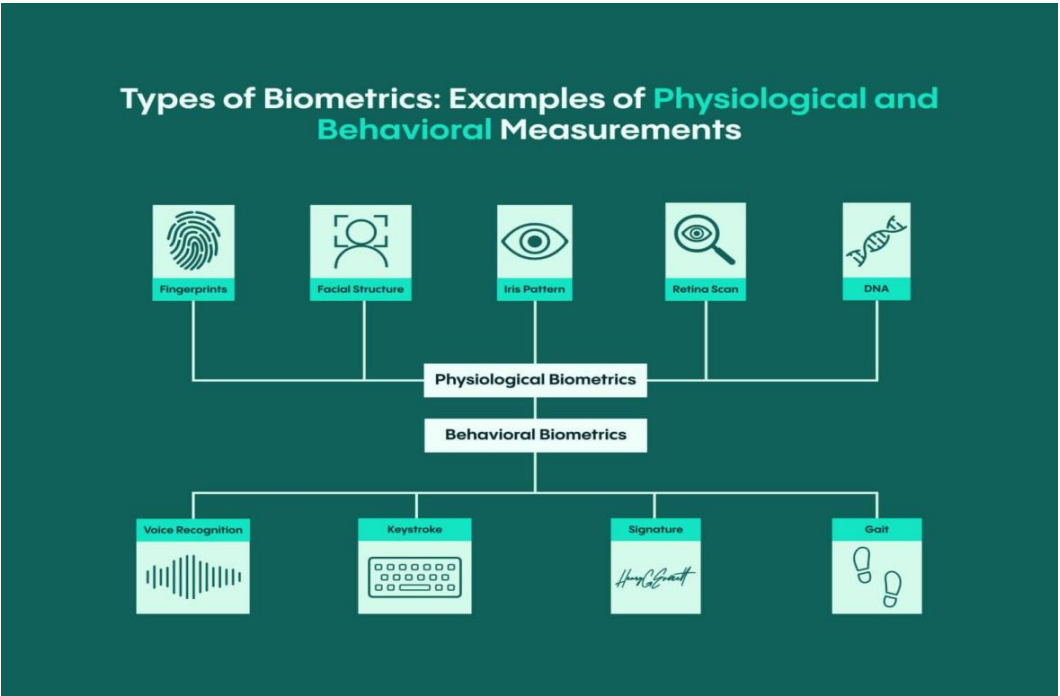 Types of Biometrics: Examples of Physiological and
Behavioral Measurements
Fingerprints
Facial Structure
Iris Pattern
Retina Scan
DNA
Physiological Biometrics
Behavioral Biometrics
Voice Recognition
Keystroke
Signature
Gait